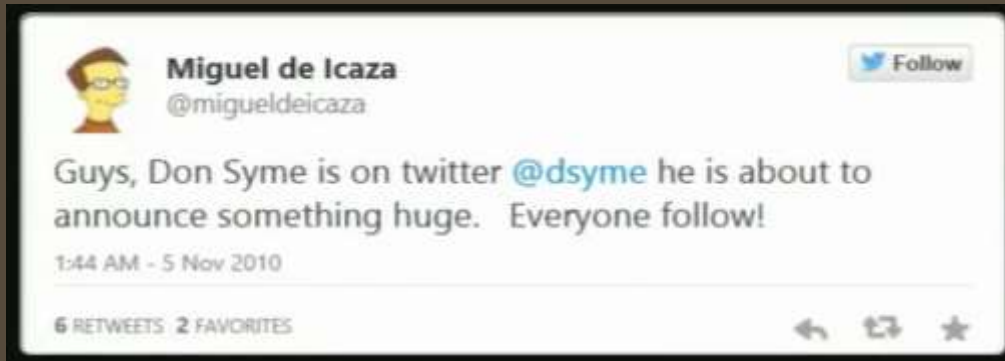 Miguel de Icaza
Follow
@migueldeicaza
Guys, Don Syme is on twitter @dsyme he is about to
announce something huge. Everyone follow!
1:44 AM - 5 Nov 2010
6 RETWEETS 2 FAVORITES